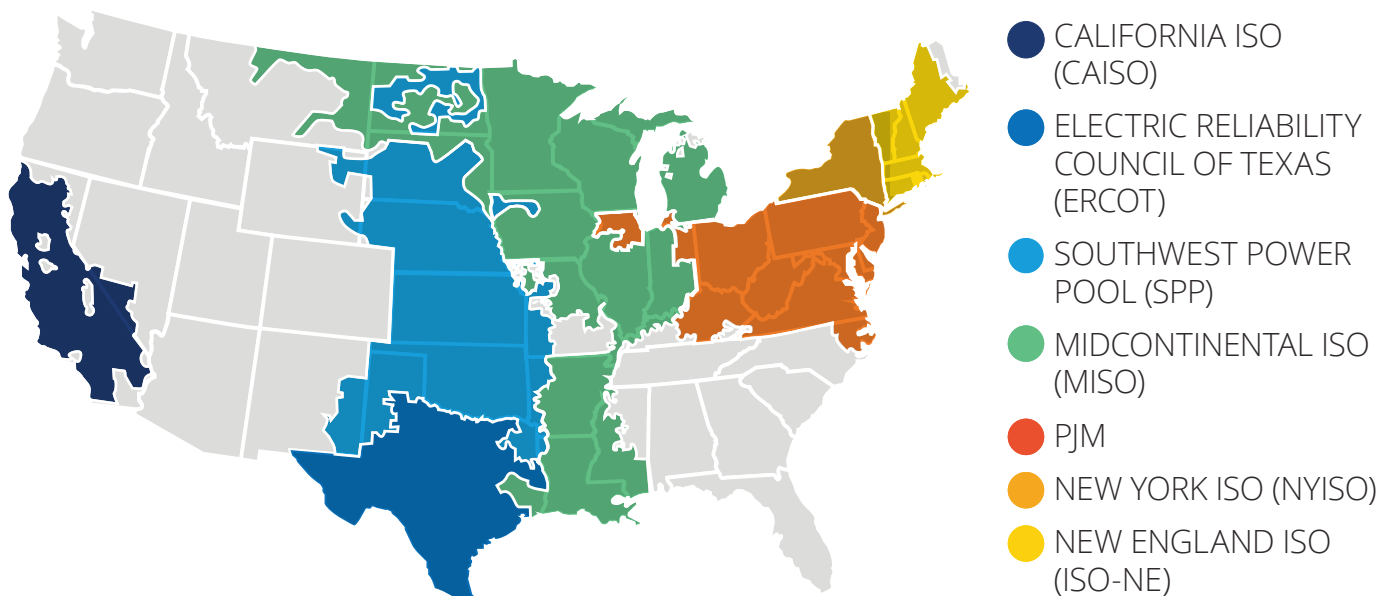 CALIFORNIA ISO
(CAISO)
ELECTRIC RELIABILITY
COUNCIL OF TEXAS
(ERCOT)
SOUTHWEST POWER
POOL (SPP)
MIDCONTINENTAL ISO
(MISO)
PJM
NEW YORK ISO (NYISO)
NEW ENGLAND ISO
(ISO-NE)